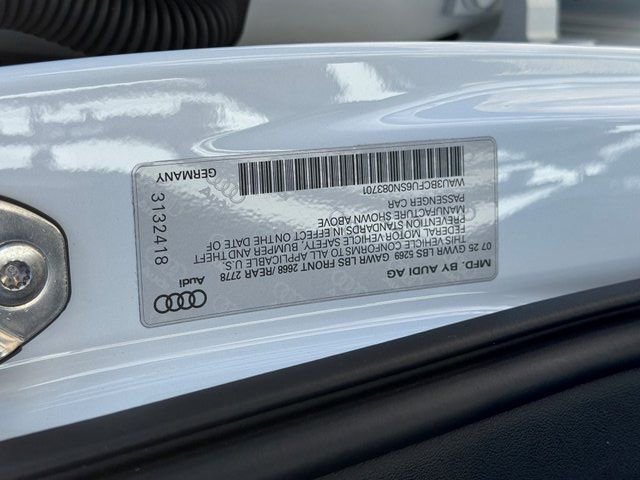 MFD. BY AUDI AG
07 25 GVWR LBS 5269 GAWR LBS FRONT 2668 /REAR 2778
THIS VEHICLE CONFORMS TO ALL APPLICABLE U.S.
FEDERAL MOTOR VEHICLE SAFETY, BUMPER AND THEFT
PREVENTION STANDARDS IN EFFECT ON THE DATE OF
MANUFACTURE SHOWN ABOVE
PASSENGER CAR
WAU3BCFU6SN083701
Audi
3132418
GERMANY